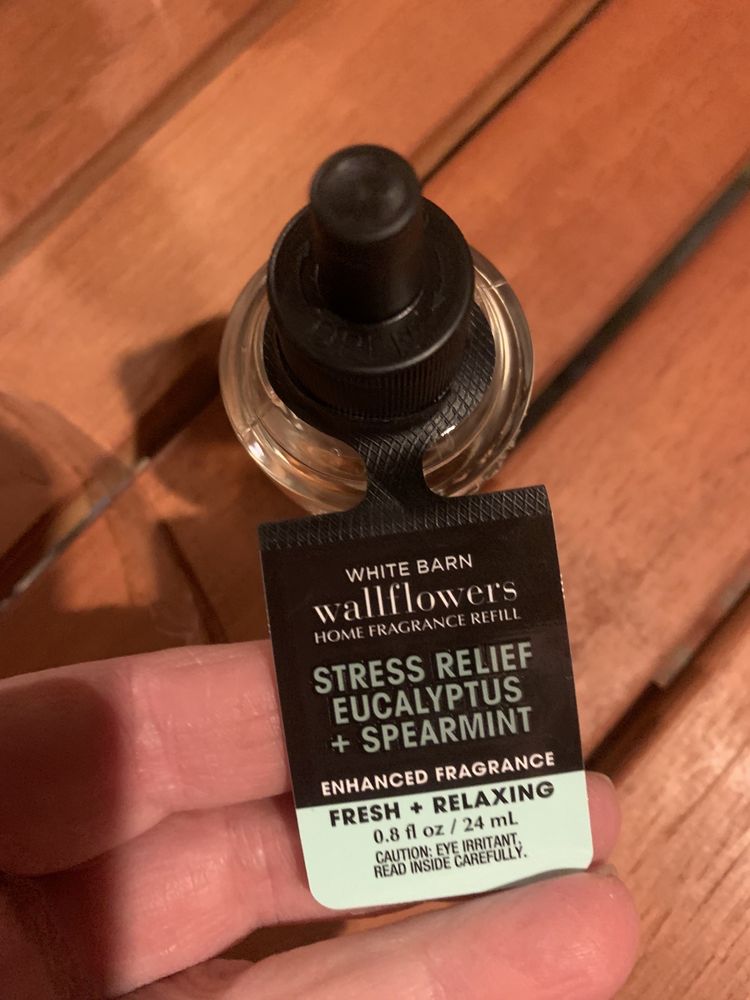 OPEN
WHITE BARN
wallflowers
HOME FRAGRANCE REFILL
STRESS RELIEF
EUCALYPTUS
+ SPEARMINT
ENHANCED FRAGRANCE
FRESH + RELAXING
0.8 fl oz / 24 mL
CAUTION: EYE IRRITANT,
READ INSIDE CAREFULLY.